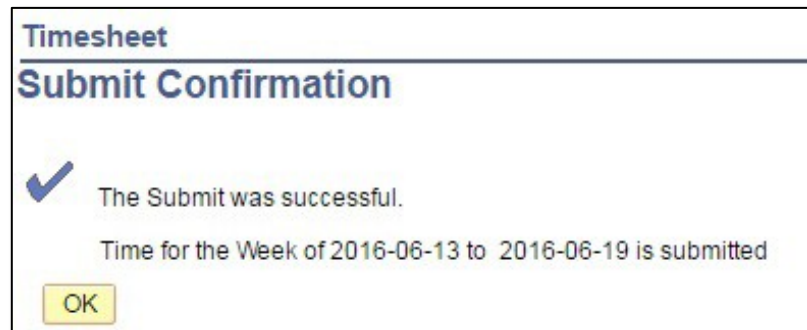 Timesheet
Submit Confirmation
The Submit was successful.
Time for the Week of 2016-06-13 to 2016-06-19 is submitted
OK